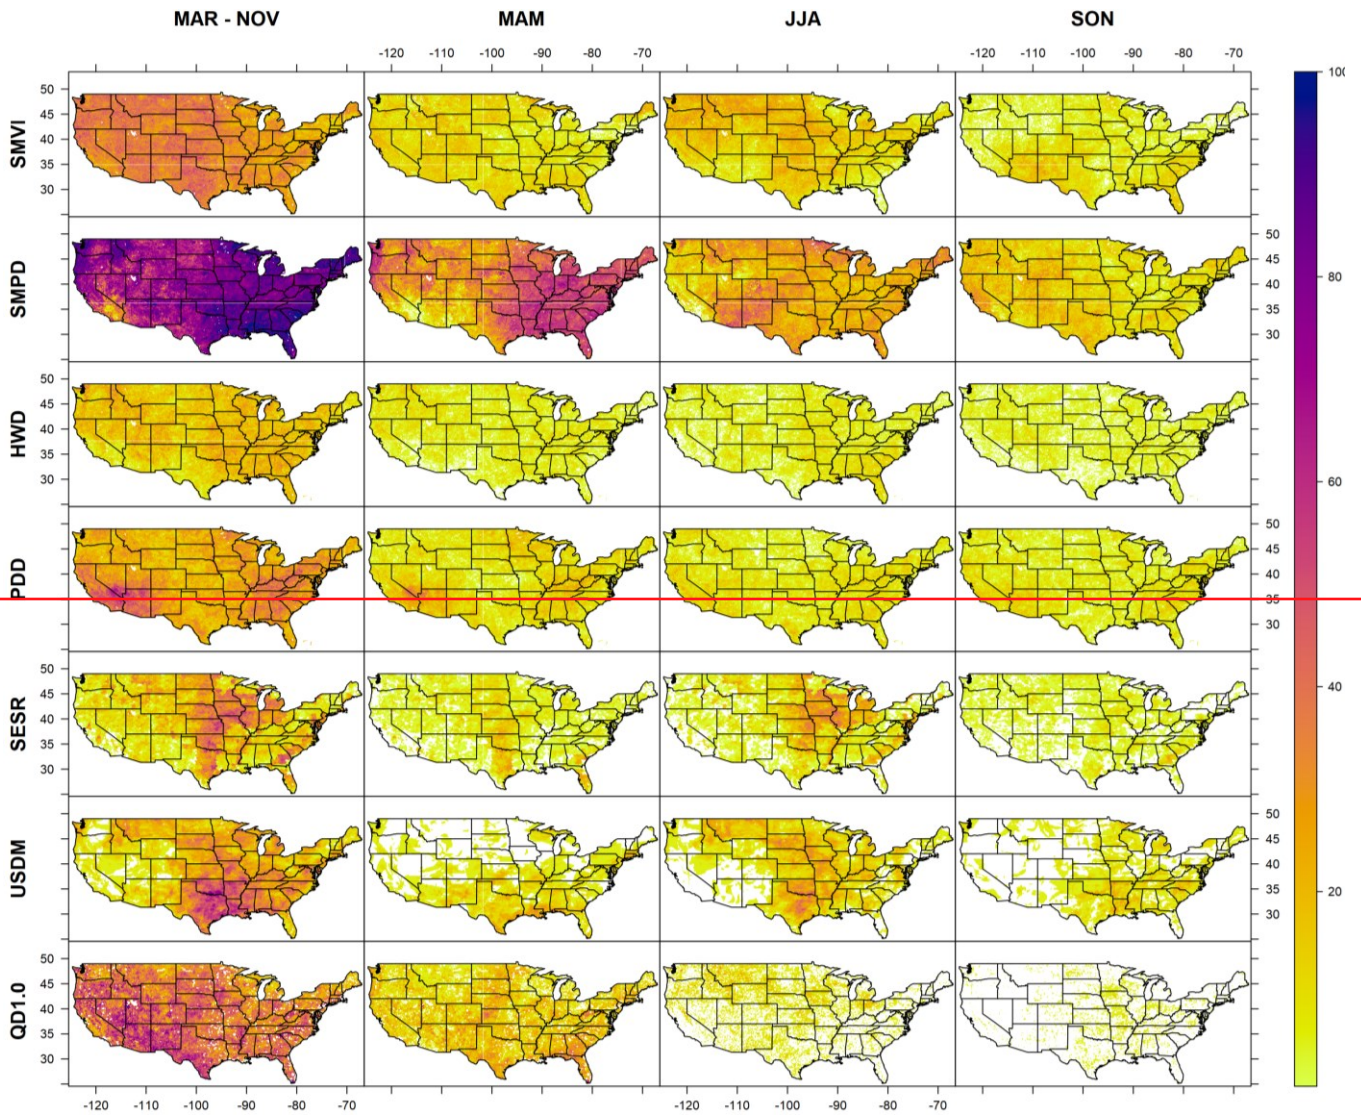 MAR - NOV MAM JJA SON
-120 -110 -100 -90 -80 -70 -120 -110 -100 -90 -80 -70
SMVI 50 45 40 35 30
SMPD 50 45 40 35 30
HWD 50 45 40 35 30
PDD 50 45 40 35 30
SESR 50 45 40 35 30
USDM 50 45 40 35 30
QD1.0 50 45 40 35 30
-120 -110 -100 -90 -80 -70 -120 -110 -100 -90 -80 -70
100
80
60
40
20